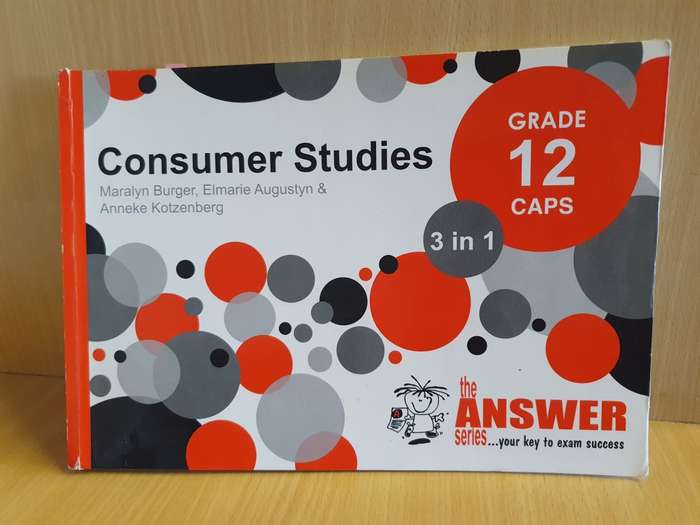 Consumer Studies
Maralyn Burger, Elmarie Augustyn &
Anneke Kotzenberg
GRADE
12
CAPS
3 in 1
the
ANSWER
series...your key to exam success